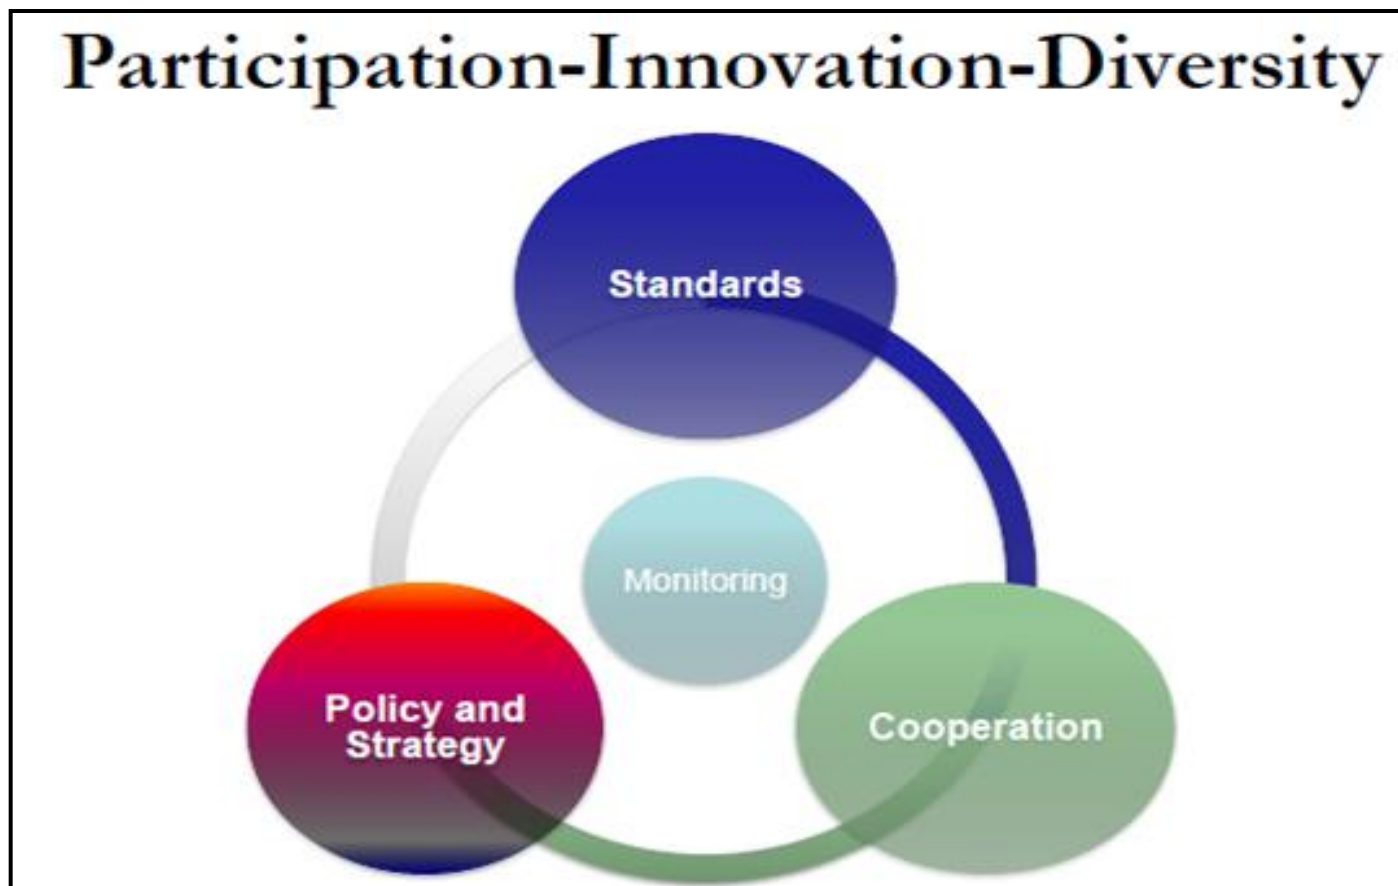 Participation-Innovation-Diversity
Standards
Monitoring
Policy and
Strategy
Cooperation